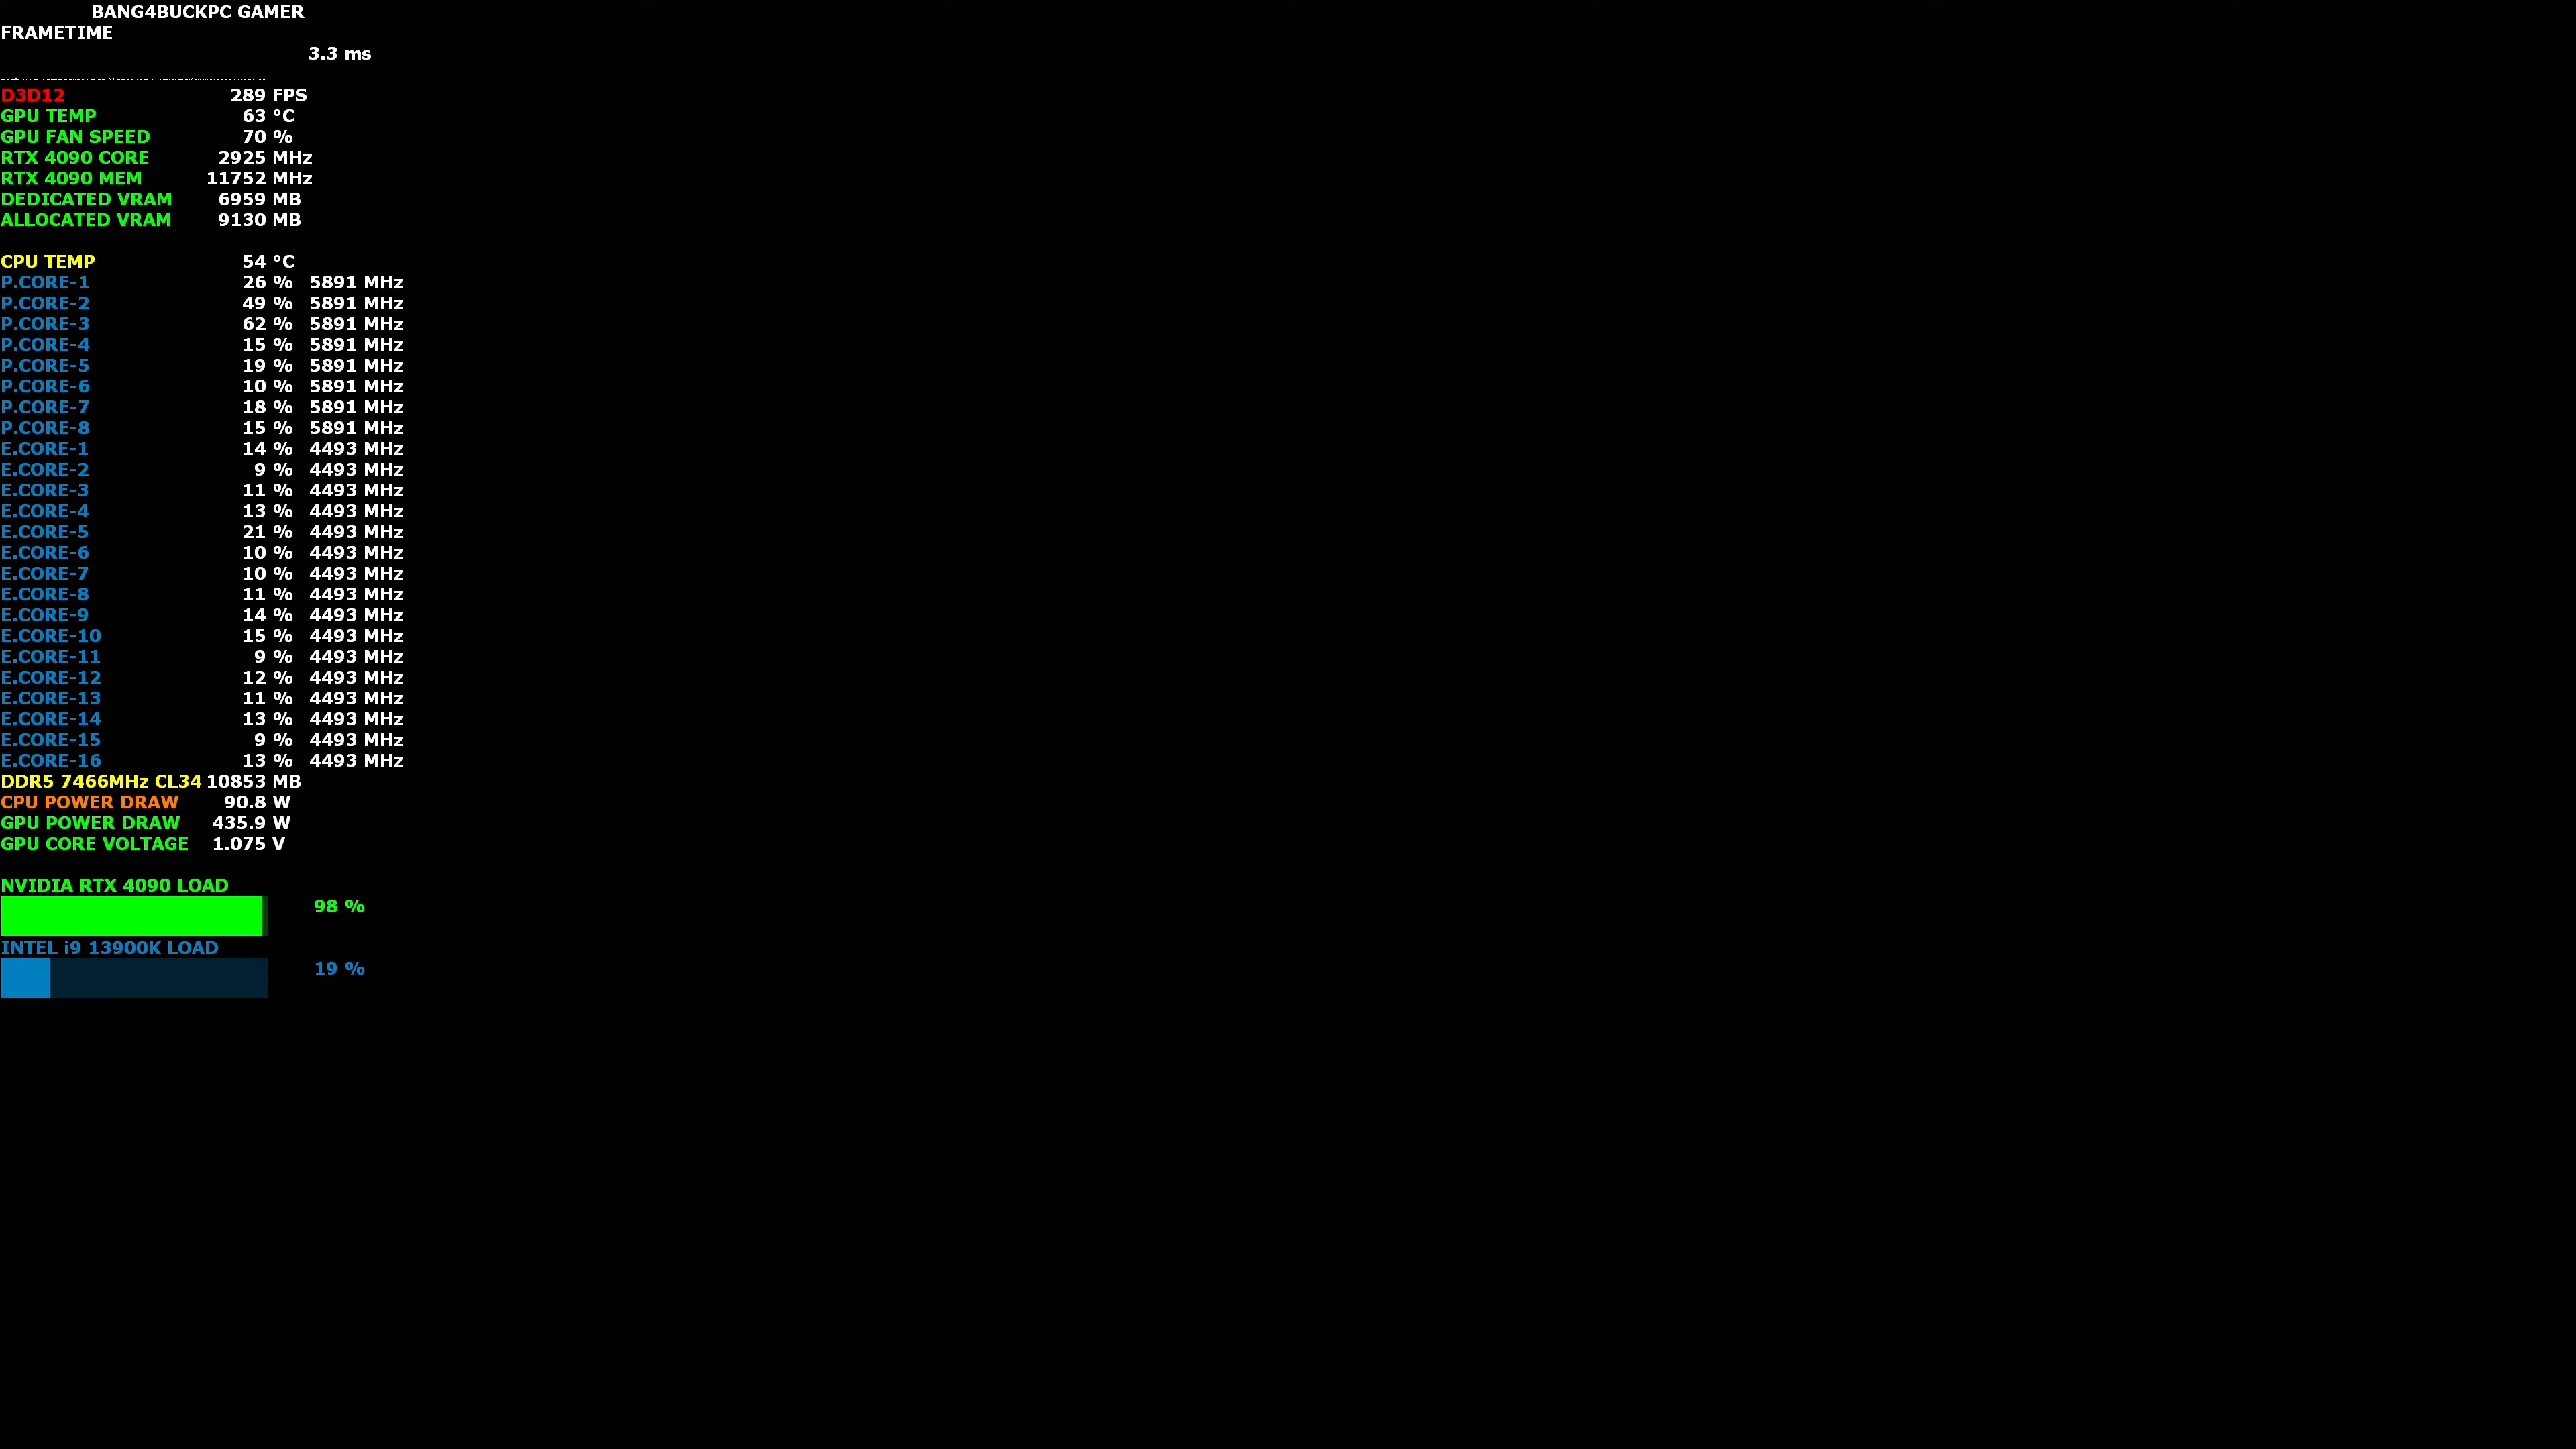 BANG4BUCKPC GAMER
FRAMETIME
3.3 ms
D3D12 289 FPS
GPU TEMP 63 °C
GPU FAN SPEED 70 %
RTX 4090 CORE 2925 MHz
RTX 4090 MEM 11752 MHz
DEDICATED VRAM 6959 MB
ALLOCATED VRAM 9130 MB
CPU TEMP 54 °C
P.CORE-1 26 % 5891 MHz
P.CORE-2 49 % 5891 MHz
P.CORE-3 62 % 5891 MHz
P.CORE-4 15 % 5891 MHz
P.CORE-5 19 % 5891 MHz
P.CORE-6 10 % 5891 MHz
P.CORE-7 18 % 5891 MHz
P.CORE-8 15 % 5891 MHz
E.CORE-1 14 % 4493 MHz
E.CORE-2 9 % 4493 MHz
E.CORE-3 11 % 4493 MHz
E.CORE-4 13 % 4493 MHz
E.CORE-5 21 % 4493 MHz
E.CORE-6 10 % 4493 MHz
E.CORE-7 10 % 4493 MHz
E.CORE-8 11 % 4493 MHz
E.CORE-9 14 % 4493 MHz
E.CORE-10 15 % 4493 MHz
E.CORE-11 9 % 4493 MHz
E.CORE-12 12 % 4493 MHz
E.CORE-13 11 % 4493 MHz
E.CORE-14 13 % 4493 MHz
E.CORE-15 9 % 4493 MHz
E.CORE-16 13 % 4493 MHz
DDR5 7466MHz CL34 10853 MB
CPU POWER DRAW 90.8 W
GPU POWER DRAW 435.9 W
GPU CORE VOLTAGE 1.075 V
NVIDIA RTX 4090 LOAD
98 %
INTEL i9 13900K LOAD
19 %